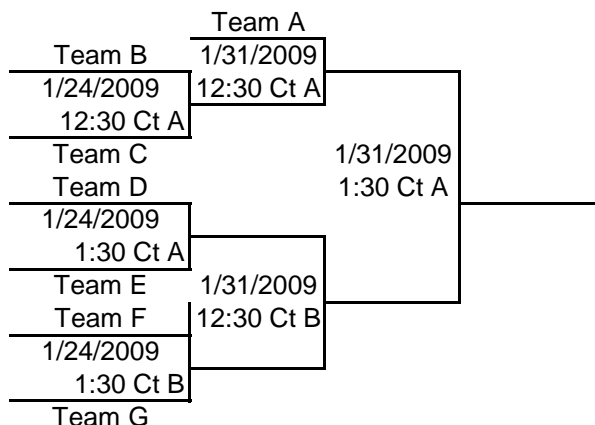 Team A
Team B
1/31/2009
1/24/2009
12:30 Ct A
12:30 Ct A
Team C
1/31/2009
Team D
1:30 Ct A
1/24/2009
1:30 Ct A
Team E
1/31/2009
Team F
12:30 Ct B
1/24/2009
1:30 Ct B
Team G